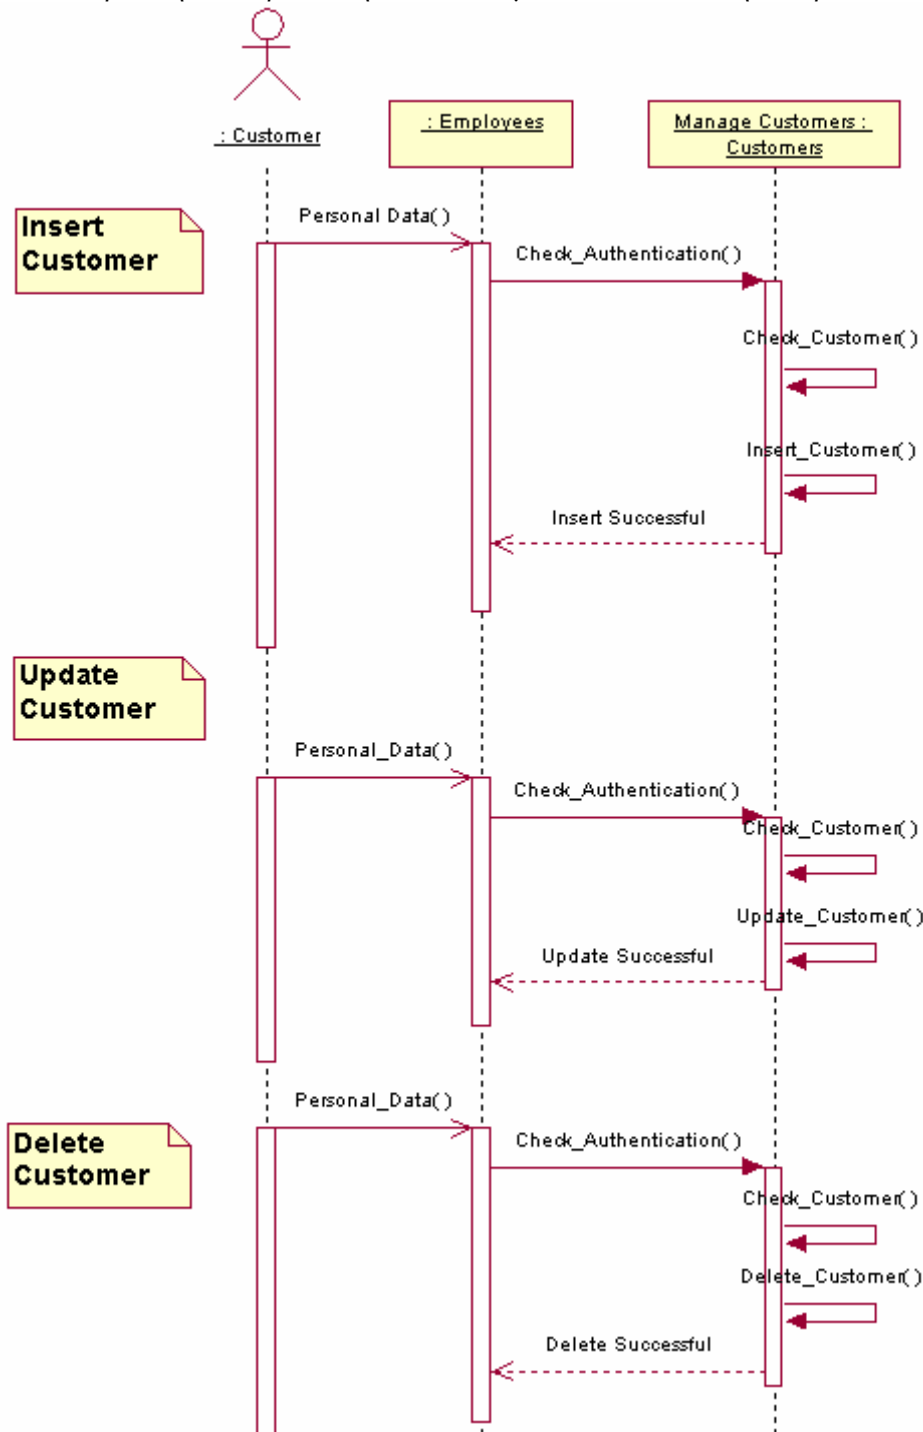 : Customer
: Employees
Manage Customers :
Customers
Insert
Customer
Personal Data()
Check_Authentication()
Check_Customer()
Insert_Customer()
Insert Successful
Update
Customer
Personal_Data()
Check_Authentication()
Check_Customer()
Update_Customer()
Update Successful
Delete
Customer
Personal_Data()
Check_Authentication()
Check_Customer()
Delete_Customer()
Delete Successful